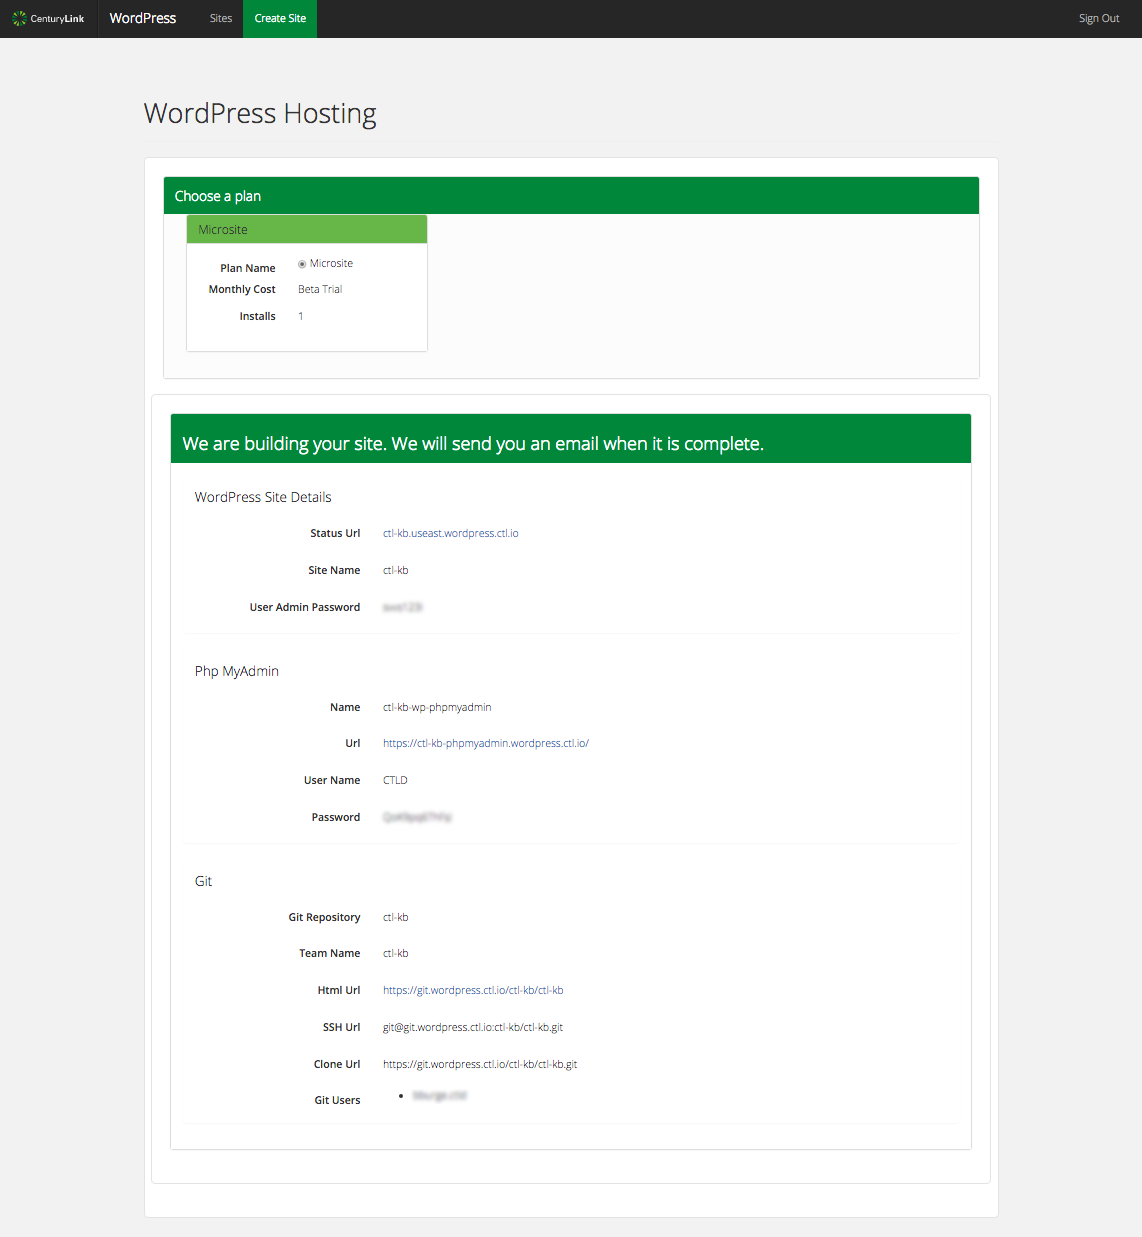 CenturyLink WordPress Sites Create Site Sign Out
WordPress Hosting
Choose a plan
Microsite
Plan Name Microsite
Monthly Cost Beta Trial
Installs 1
We are building your site. We will send you an email when it is complete.
WordPress Site Details
Status Url ctl-kb.useast.wordpress.ctl.io
Site Name ctl-kb
User Admin Password
Php MyAdmin
Name ctl-kb-wp-phpmyadmin
Url https://ctl-kb-phpmyadmin.wordpress.ctl.io/
User Name CTLD
Password
Git
Git Repository ctl-kb
Team Name ctl-kb
Html Url https://git.wordpress.ctl.io/ctl-kb/ctl-kb
SSH Url git@git.wordpress.ctl.io:ctl-kb/ctl-kb.git
Clone Url https://git.wordpress.ctl.io/ctl-kb/ctl-kb.git
Git Users